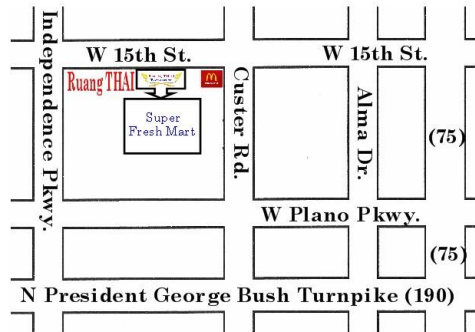 Independence Pkwy.
W 15th St.
W 15th St.
Ruang THAI
Super
Fresh Mart
Custer Rd.
Alma Dr.
(75)
W Plano Pkwy.
(75)
N President George Bush Turnpike (190)